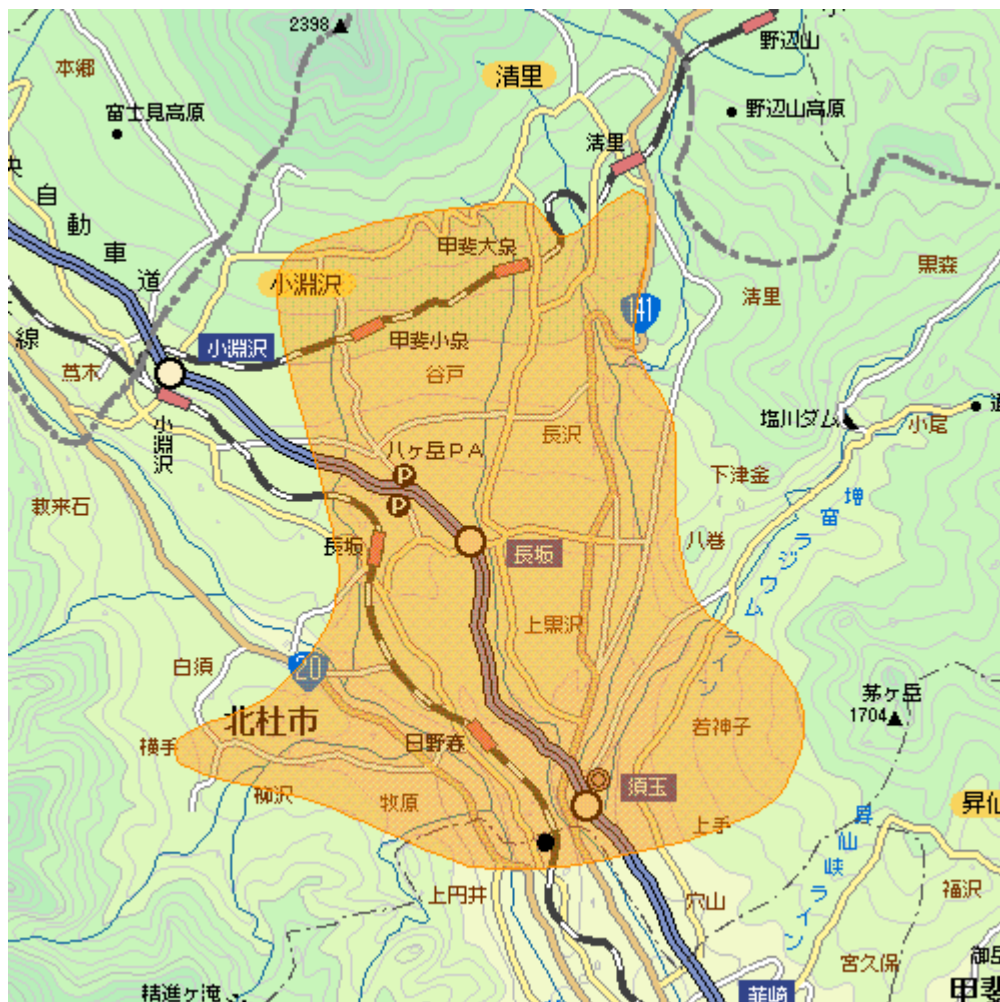 2398
野辺山
清里
本郷
富士見高原
野辺山高原
清里
央自動車道
甲斐大泉
黒森
小淵沢
清里
141
線
小淵沢
甲斐小泉
蔦木
谷戸
小淵沢
塩川ダム
小尾
長沢
八ヶ岳PA
下津金
教来石
増富ラジウムライン
長坂
長坂
八巻
上黒沢
白須
20
茅ヶ岳
1704
北杜市
若神子
横手
日野春
須玉
柳沢
牧原
昇仙
上手
昇仙峡ライン
上円井
穴山
福沢
宮久保
御岳
甲斐
精進ヶ滝
韮崎